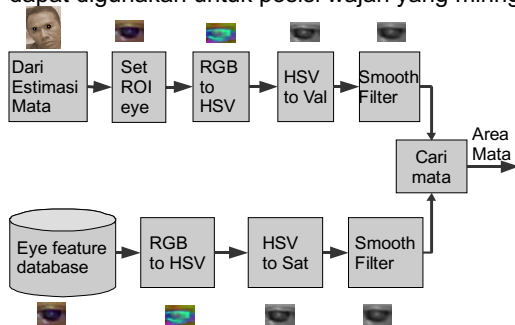 dapat digunakan untuk posisi wajah yang miring
Dari
Estimasi
Mata
Set
ROI
eye
RGB
to
HSV
HSV
to Val
Smooth
Filter
Cari
mata
Area
Mata
Eye feature
database
RGB
to HSV
HSV
to Sat
Smooth
Filter